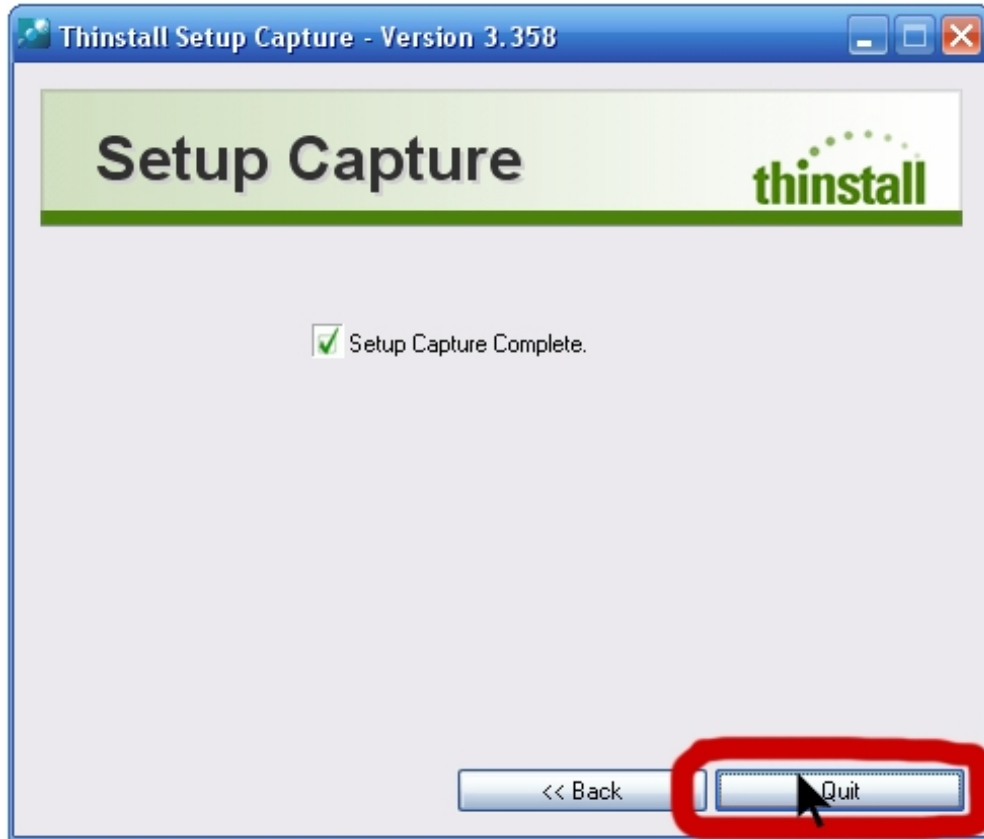 Thinstall Setup Capture - Version 3.358
Setup Capture
thinstall
Setup Capture Complete.
<< Back
Quit